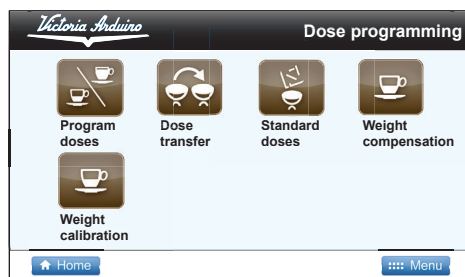 Victoria Arduino
Dose programming
Program
doses
Dose
transfer
Standard
doses
Weight
compensation
Weight
calibration
Home
Menu